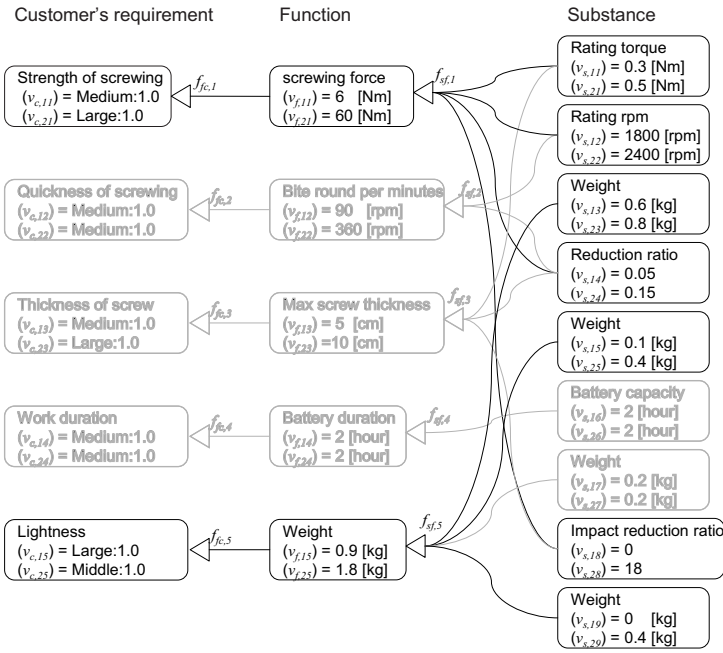 Customer's requirement
Function
Substance
Strength of screwing
(v_c,11) = Medium:1.0
(v_c,21) = Large:1.0
f_fc,1
screwing force
(v_f,11) = 6 [Nm]
(v_f,21) = 60 [Nm]
f_sf,1
Quickness of screwing
(v_c,12) = Medium:1.0
(v_c,22) = Medium:1.0
f_fc,2
Bite round per minutes
(v_f,12) = 90 [rpm]
(v_f,22) = 360 [rpm]
f_sf,2
Thickness of screw
(v_c,13) = Medium:1.0
(v_c,23) = Large:1.0
f_fc,3
Max screw thickness
(v_f,13) = 5 [cm]
(v_f,23) =10 [cm]
f_sf,3
Work duration
(v_c,14) = Medium:1.0
(v_c,24) = Medium:1.0
f_fc,4
Battery duration
(v_f,14) = 2 [hour]
(v_f,24) = 2 [hour]
f_sf,4
Lightness
(v_c,15) = Large:1.0
(v_c,25) = Middle:1.0
f_fc,5
Weight
(v_f,15) = 0.9 [kg]
(v_f,25) = 1.8 [kg]
f_sf,5
Rating torque
(v_s,11) = 0.3 [Nm]
(v_s,21) = 0.5 [Nm]
Rating rpm
(v_s,12) = 1800 [rpm]
(v_s,22) = 2400 [rpm]
Weight
(v_s,13) = 0.6 [kg]
(v_s,23) = 0.8 [kg]
Reduction ratio
(v_s,14) = 0.05
(v_s,24) = 0.15
Weight
(v_s,15) = 0.1 [kg]
(v_s,25) = 0.4 [kg]
Battery capacity
(v_s,16) = 2 [hour]
(v_s,26) = 2 [hour]
Weight
(v_s,17) = 0.2 [kg]
(v_s,27) = 0.2 [kg]
Impact reduction ratio
(v_s,18) = 0
(v_s,28) = 18
Weight
(v_s,19) = 0 [kg]
(v_s,29) = 0.4 [kg]